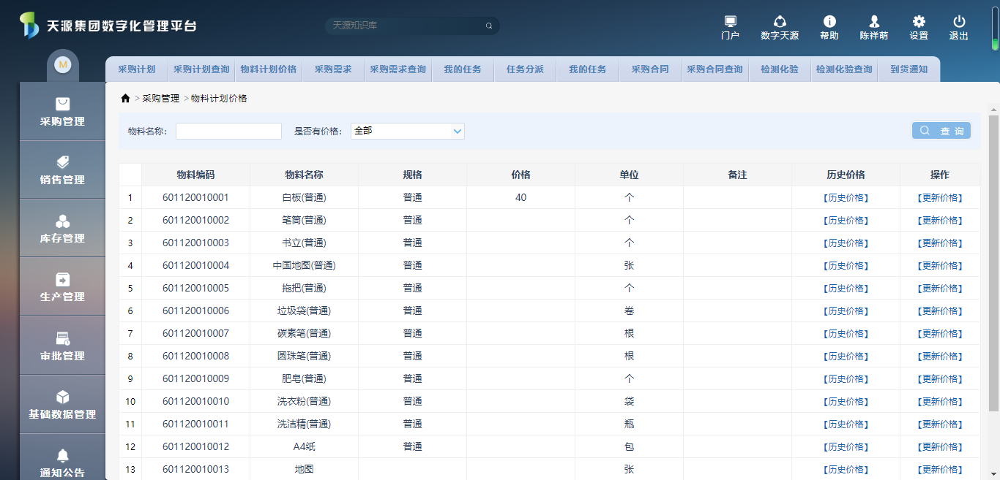 天源集团数字化管理平台
天源知识库
门户 数字天源 帮助 陈祥萌 设置 退出
M
采购计划 采购计划查询 物料计划价格 采购需求 采购需求查询 我的任务 任务分派 我的任务 采购合同 采购合同查询 检测化验 检测化验查询 到货通知
采购管理
销售管理
库存管理
生产管理
审批管理
基础数据管理
通知公告
> 采购管理 > 物料计划价格
物料名称: 是否有价格: 全部 查 询
物料编码 物料名称 规格 价格 单位 备注 历史价格 操作
1 601120010001 白板(普通) 普通 40 个 【历史价格】 【更新价格】
2 601120010002 笔筒(普通) 普通 个 【历史价格】 【更新价格】
3 601120010003 书立(普通) 普通 个 【历史价格】 【更新价格】
4 601120010004 中国地图(普通) 普通 张 【历史价格】 【更新价格】
5 601120010005 拖把(普通) 普通 个 【历史价格】 【更新价格】
6 601120010006 垃圾袋(普通) 普通 卷 【历史价格】 【更新价格】
7 601120010007 碳素笔(普通) 普通 根 【历史价格】 【更新价格】
8 601120010008 圆珠笔(普通) 普通 根 【历史价格】 【更新价格】
9 601120010009 肥皂(普通) 普通 个 【历史价格】 【更新价格】
10 601120010010 洗衣粉(普通) 普通 袋 【历史价格】 【更新价格】
11 601120010011 洗洁精(普通) 普通 瓶 【历史价格】 【更新价格】
12 601120010012 A4纸 普通 包 【历史价格】 【更新价格】
13 601120010013 地图 张 【历史价格】 【更新价格】